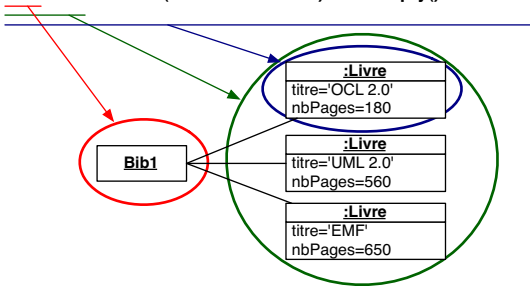 :Livre
titre='OCL 2.0'
nbPages=180
Bib1
:Livre
titre='UML 2.0'
nbPages=560
:Livre
titre='EMF'
nbPages=650